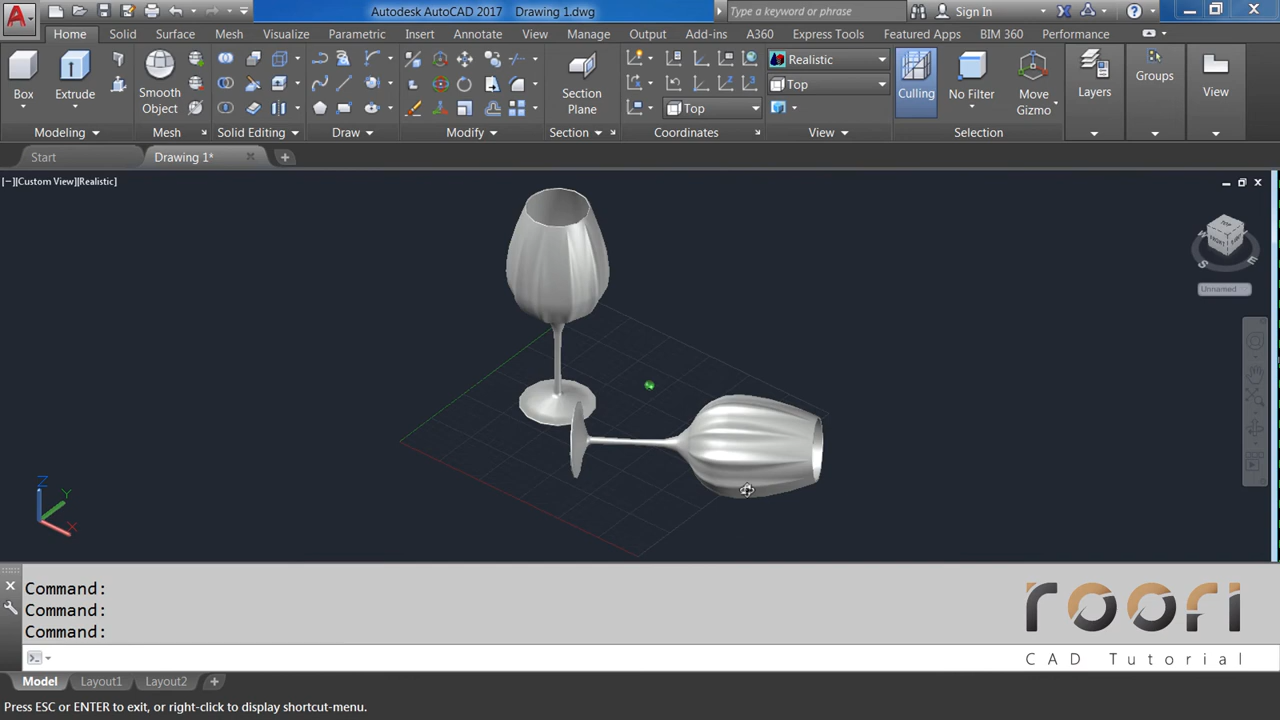 Autodesk AutoCAD 2017 Drawing 1.dwg
Type a keyword or phrase
Sign In
Home Solid Surface Mesh Visualize Parametric Insert Annotate View Manage Output Add-ins A360 Express Tools Featured Apps BIM 360 Performance
Box
Extrude
Smooth
Object
Section
Plane
Realistic
Top
Top
Culling
No Filter
Move
Gizmo
Layers
Groups
View
Modeling Mesh Solid Editing Draw Modify Section Coordinates View Selection
Start Drawing 1*
[−][Custom View][Realistic]
TOP
FRONT
W
S
E
Unnamed
Z
Y
X
Command:
Command:
Command:
roofi
CAD Tutorial
Model Layout1 Layout2
Press ESC or ENTER to exit, or right-click to display shortcut-menu.